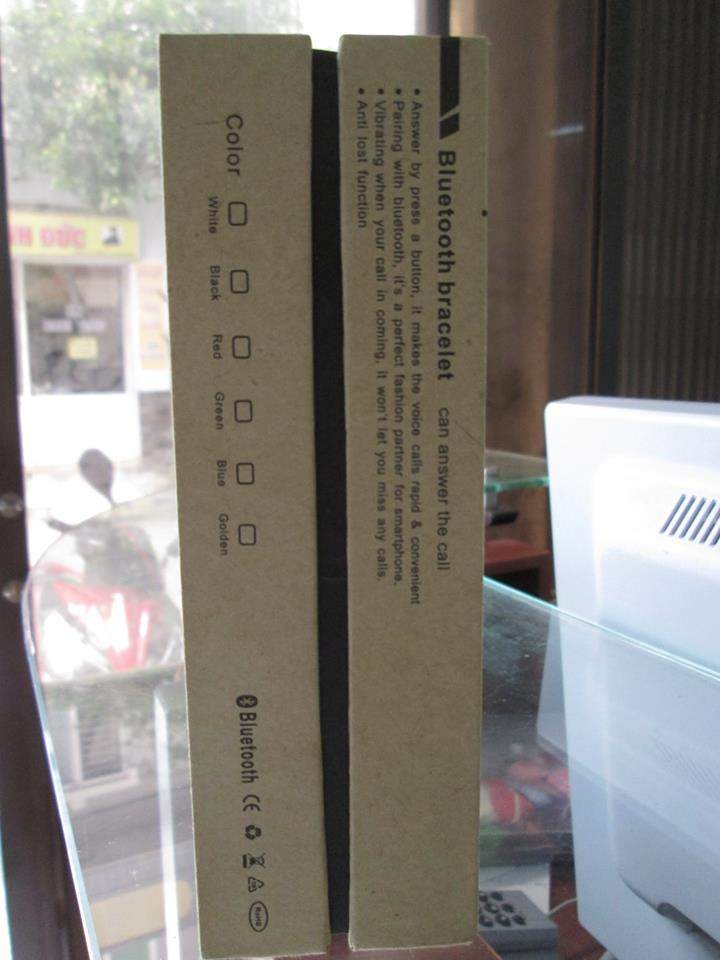 Bluetooth bracelet can answer the call
• Answer by press a button, it makes the voice calls rapid & convenient
• Pairing with bluetooth, it's a perfect fashion partner for smartphone.
• Vibrating when your call in coming, it won't let you miss any calls.
• Anti lost function
Color
White
Black
Red
Green
Blue
Golden
Bluetooth CE
RoHS
H ĐỨC